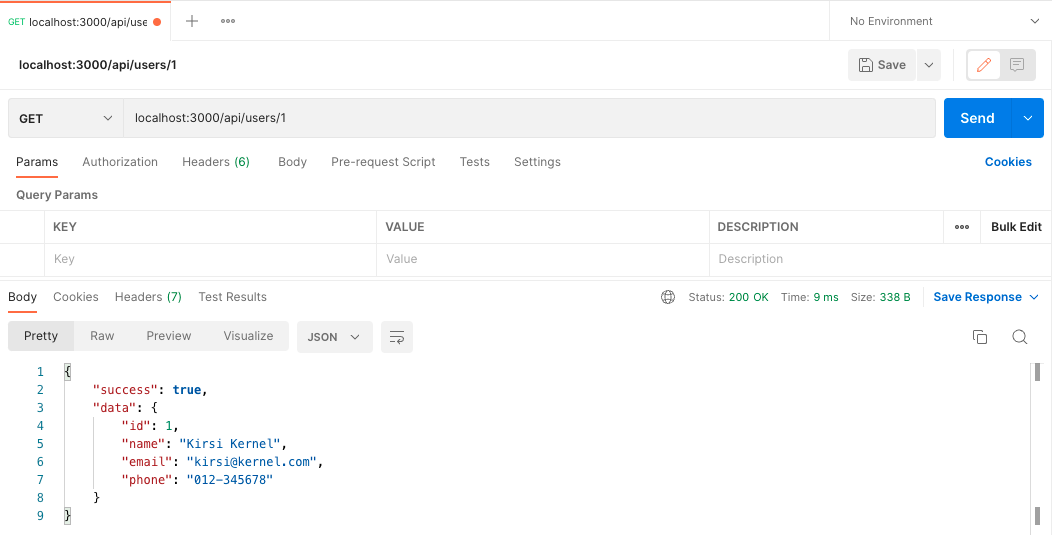 GET localhost:3000/api/use
No Environment
localhost:3000/api/users/1
Save
GET localhost:3000/api/users/1 Send
Params Authorization Headers (6) Body Pre-request Script Tests Settings Cookies
Query Params
KEY VALUE DESCRIPTION Bulk Edit
Key Value Description
Body Cookies Headers (7) Test Results Status: 200 OK Time: 9 ms Size: 338 B Save Response
Pretty Raw Preview Visualize JSON
1 {
2 "success": true,
3 "data": {
4 "id": 1,
5 "name": "Kirsi Kernel",
6 "email": "kirsi@kernel.com",
7 "phone": "012-345678"
8 }
9 }